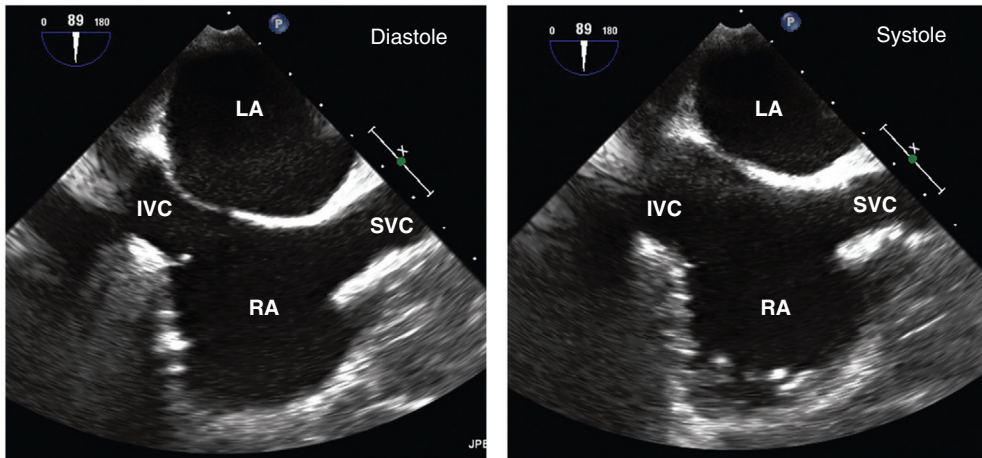 0 89 180
P
Diastole
LA
IVC
SVC
RA
JPE
0 89 180
P
Systole
LA
IVC
SVC
RA